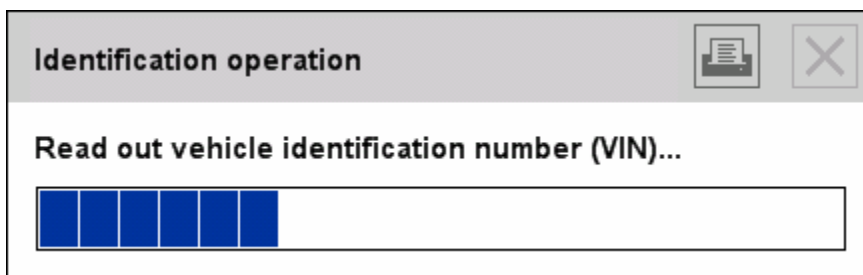 Identification operation
Read out vehicle identification number (VIN)...